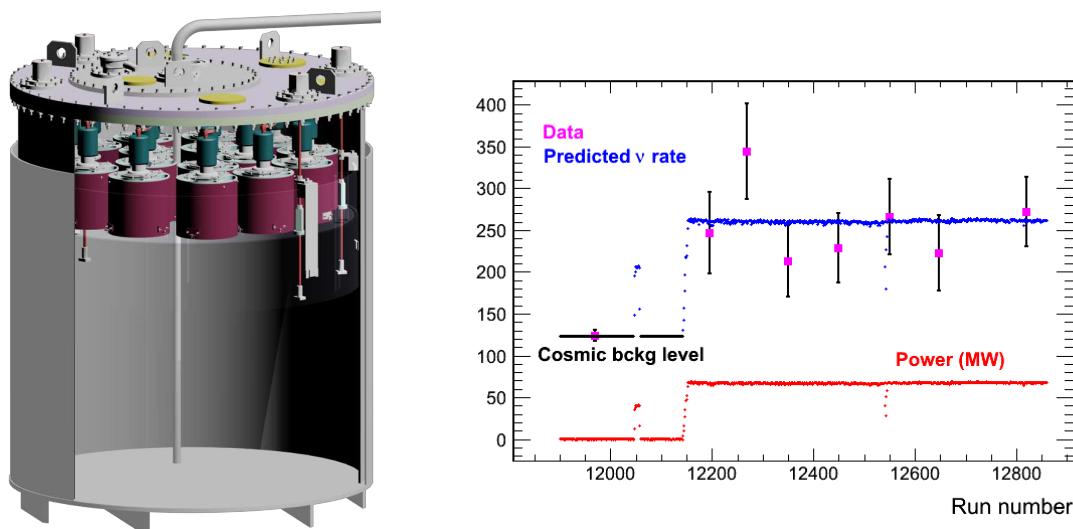 400
350
300
250
200
150
100
50
0
Data
Predicted ν rate
Cosmic bckg level
Power (MW)
12000 12200 12400 12600 12800
Run number